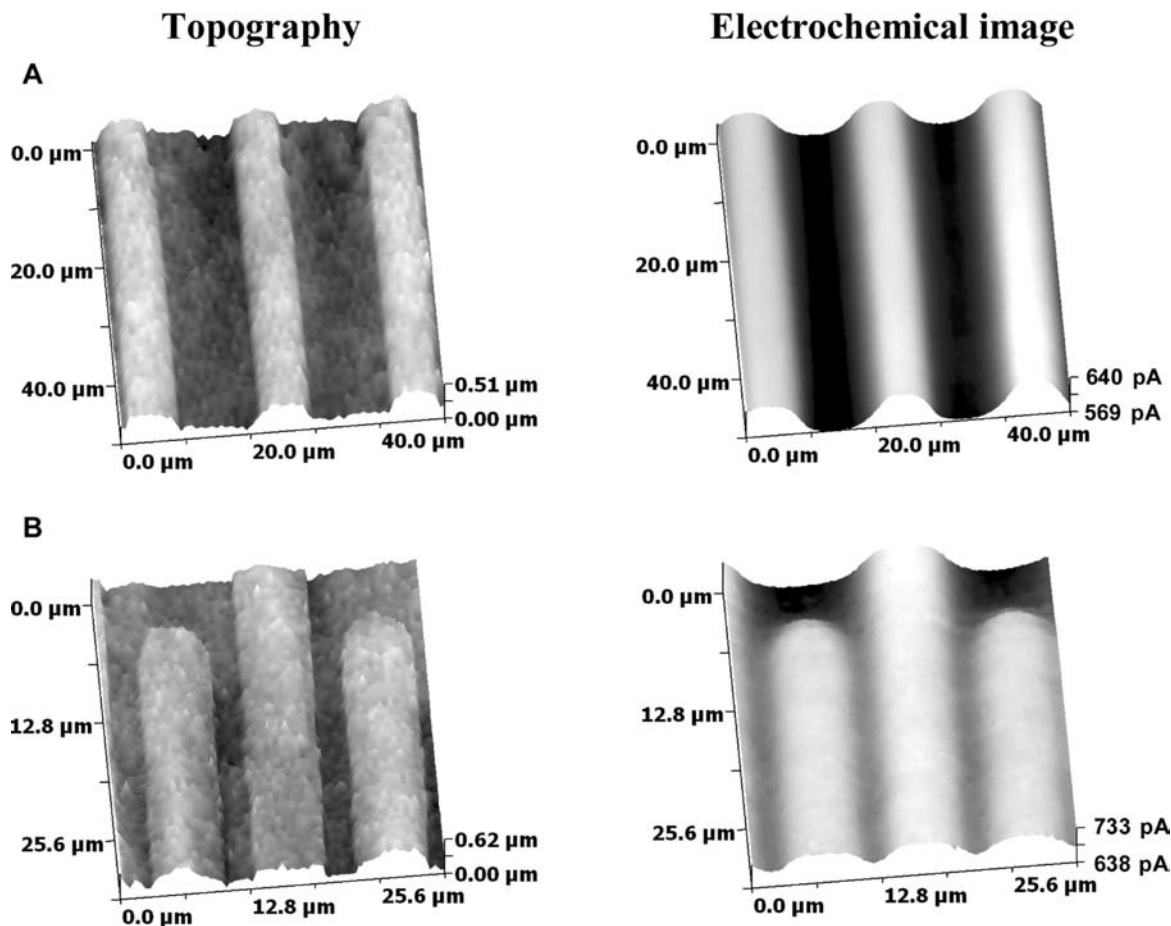 Topography
Electrochemical image
A
0.0 µm
20.0 µm
40.0 µm
0.51 µm
0.00 µm
0.0 µm
20.0 µm
40.0 µm
0.0 µm
20.0 µm
40.0 µm
640 pA
569 pA
0.0 µm
20.0 µm
40.0 µm
B
0.0 µm
12.8 µm
25.6 µm
0.62 µm
0.00 µm
0.0 µm
12.8 µm
25.6 µm
0.0 µm
12.8 µm
25.6 µm
733 pA
638 pA
0.0 µm
12.8 µm
25.6 µm